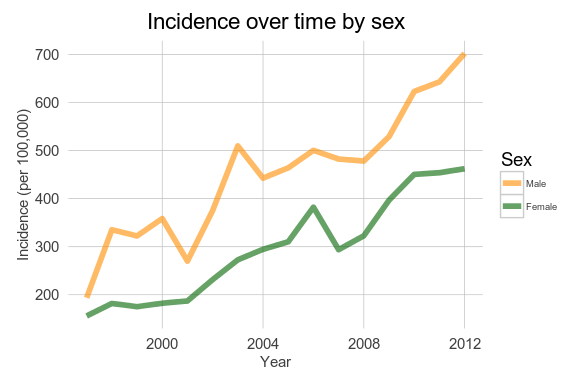 Incidence over time by sex
Incidence (per 100,000)
700
600
500
400
300
200
2000 2004 2008 2012
Year
Sex
Male
Female